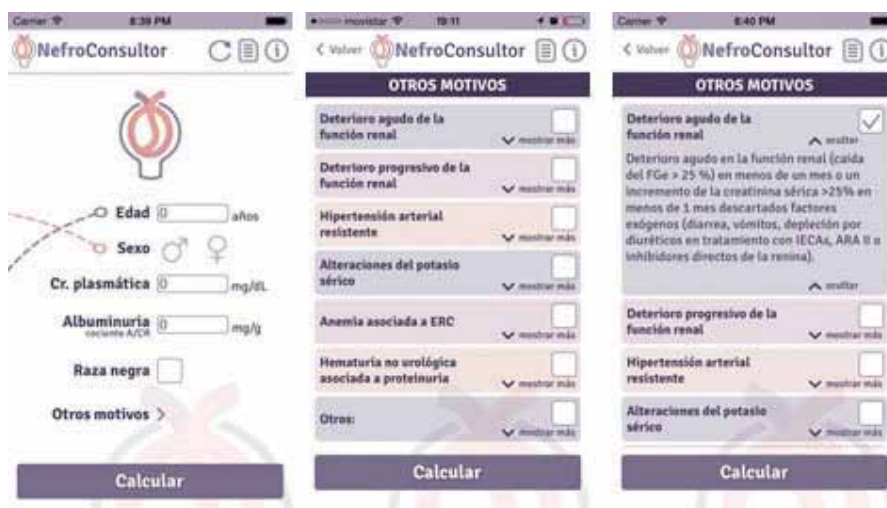 Carrier 8:39 PM
NefroConsultor
Edad 0 años
Sexo
Cr. plasmática 0 mg/dL
Albuminuria 0 mg/g
cociente A/CR
Raza negra
Otros motivos >
Calcular
movistar 19:11
< Volver NefroConsultor
OTROS MOTIVOS
Deterioro agudo de la
función renal
mostrar más
Deterioro progresivo de la
función renal
mostrar más
Hipertensión arterial
resistente
mostrar más
Alteraciones del potasio
sérico
mostrar más
Anemia asociada a ERC
mostrar más
Hematuria no urológica
asociada a proteinuria
mostrar más
Otros:
mostrar más
Calcular
Carrier 8:40 PM
< Volver NefroConsultor
OTROS MOTIVOS
Deterioro agudo de la
función renal
ocultar
Deterioro agudo en la función renal (caída
del FGe > 25 %) en menos de un mes o un
incremento de la creatinina sérica >25% en
menos de 1 mes descartados factores
exógenos (diarrea, vómitos, depleción por
diuréticos en tratamiento con IECAs, ARA II o
inhibidores directos de la renina).
ocultar
Deterioro progresivo de la
función renal
mostrar más
Hipertensión arterial
resistente
mostrar más
Alteraciones del potasio
sérico
mostrar más
Calcular